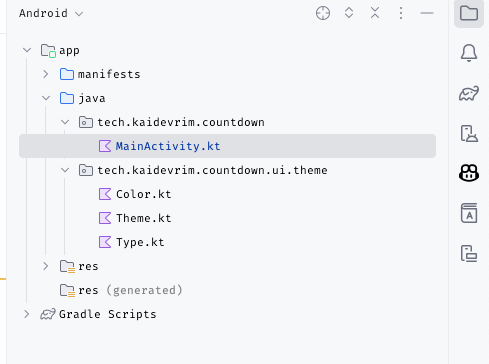 Android
app
manifests
java
tech.kaidevrim.countdown
MainActivity.kt
tech.kaidevrim.countdown.ui.theme
Color.kt
Theme.kt
Type.kt
res
res (generated)
Gradle Scripts